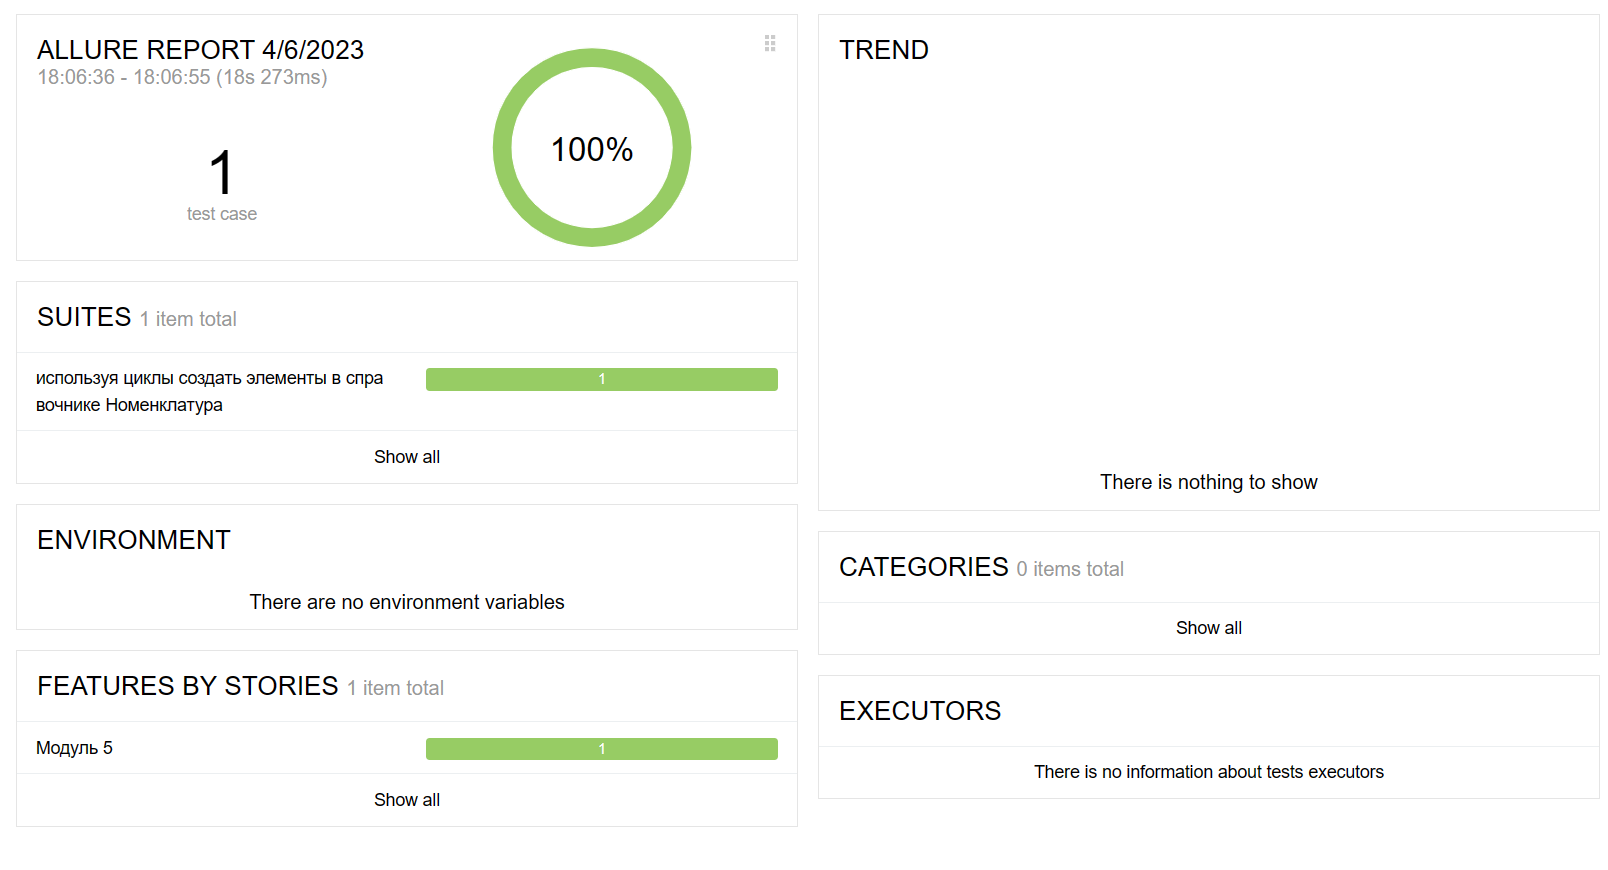 ALLURE REPORT 4/6/2023
18:06:36 - 18:06:55 (18s 273ms)
1
test case
100%
SUITES 1 item total
используя циклы создать элементы в спра
вочнике Номенклатура
1
Show all
ENVIRONMENT
There are no environment variables
FEATURES BY STORIES 1 item total
Модуль 5
1
Show all
TREND
There is nothing to show
CATEGORIES 0 items total
Show all
EXECUTORS
There is no information about tests executors